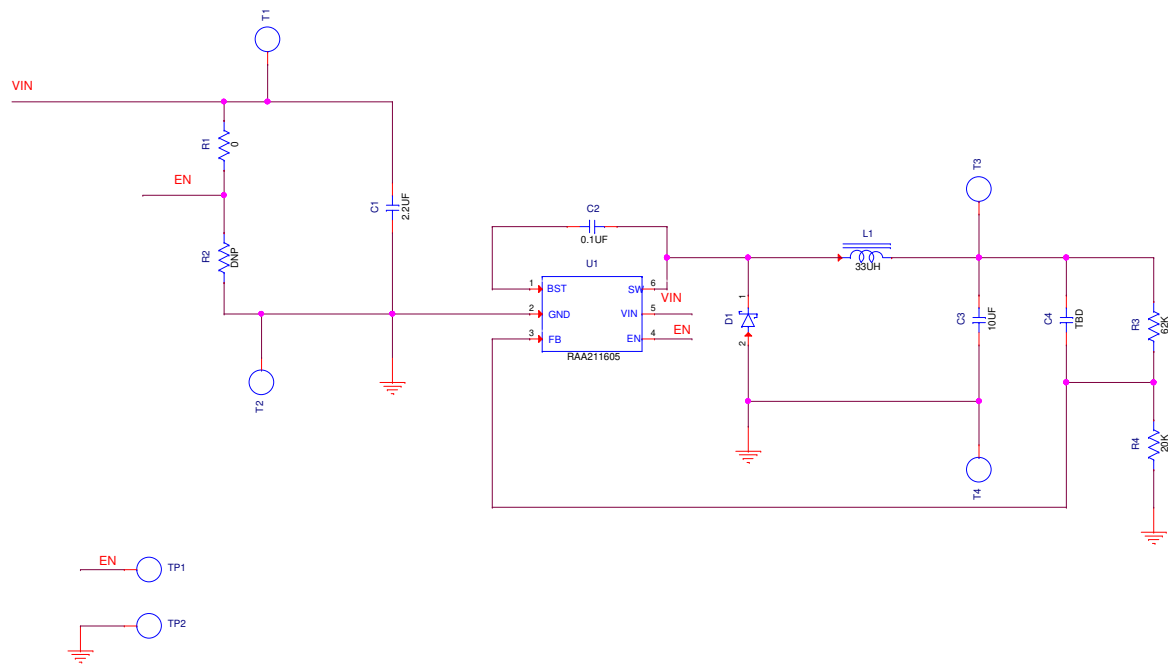 T1
VIN
R1
0
EN
C1
2.2UF
R2
DNP
T2
C2
0.1UF
U1
1
BST
SW
6
2
GND
VIN
5
VIN
3
FB
EN
4
EN
RAA211605
D1
1
2
L1
33UH
T3
C3
10UF
C4
TBD
R3
62K
R4
20K
T4
EN
TP1
TP2